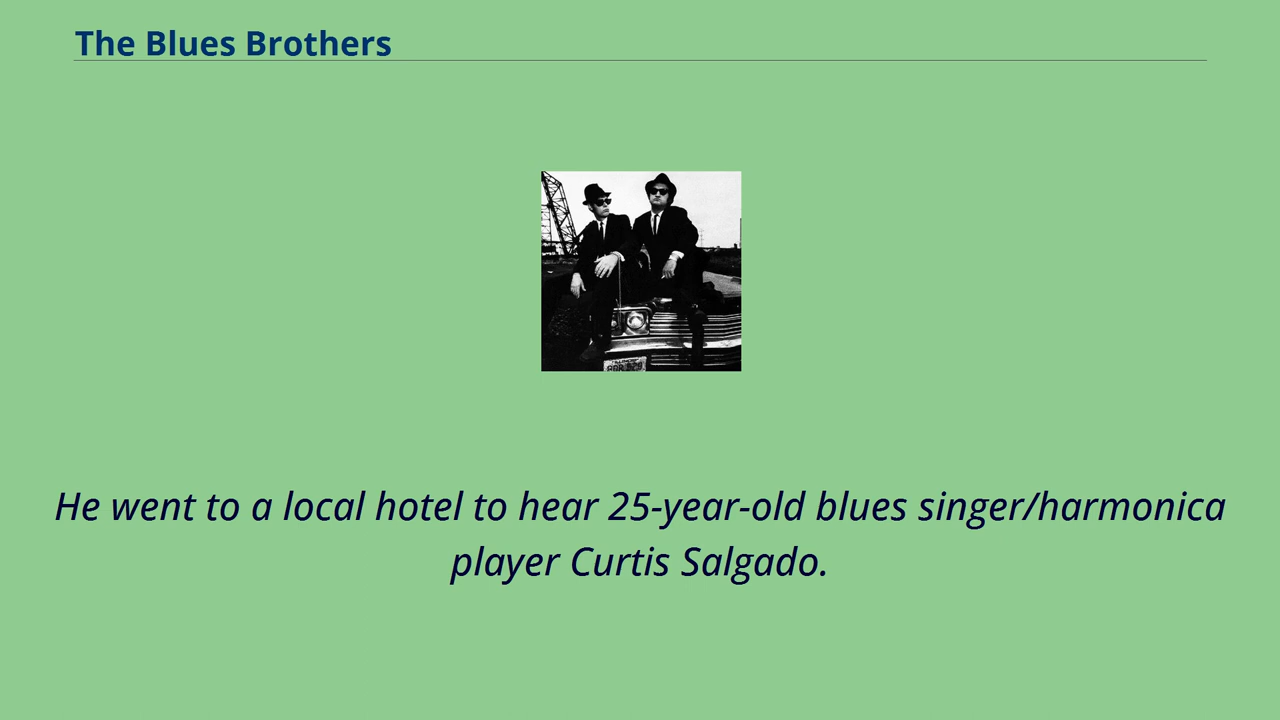 The Blues Brothers
He went to a local hotel to hear 25-year-old blues singer/harmonica
player Curtis Salgado.